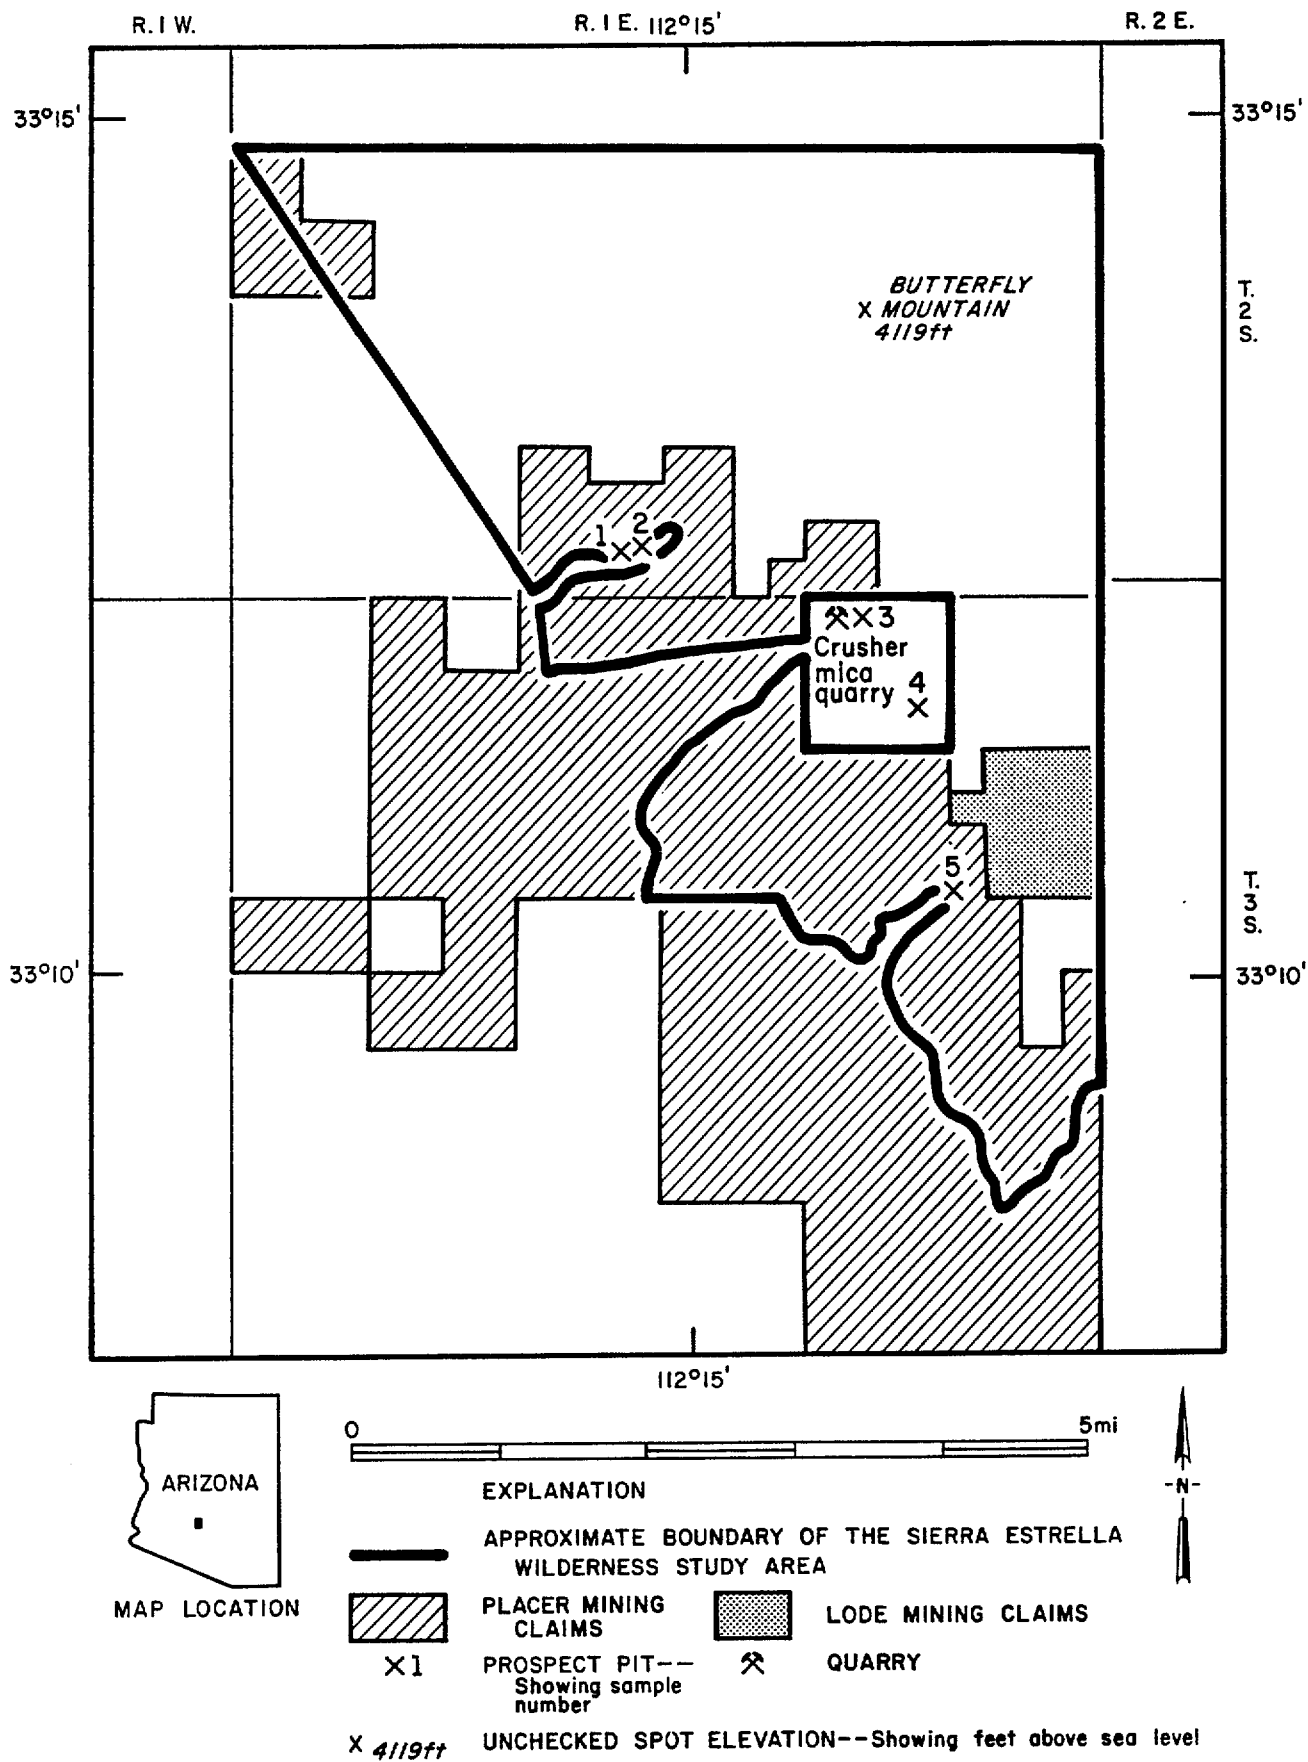 R. 1 W.
R. 1 E.
112°15'
R. 2 E.
33°15'
33°15'
BUTTERFLY
X MOUNTAIN
4119ft
T.
2
S.
1
2
3
Crusher
mica
quarry
4
5
T.
3
S.
33°10'
33°10'
112°15'
0
5mi
ARIZONA
-N-
MAP LOCATION
EXPLANATION
APPROXIMATE BOUNDARY OF THE SIERRA ESTRELLA
WILDERNESS STUDY AREA
PLACER MINING
CLAIMS
LODE MINING CLAIMS
X1
PROSPECT PIT--
Showing sample
number
QUARRY
X 4119ft
UNCHECKED SPOT ELEVATION--Showing feet above sea level